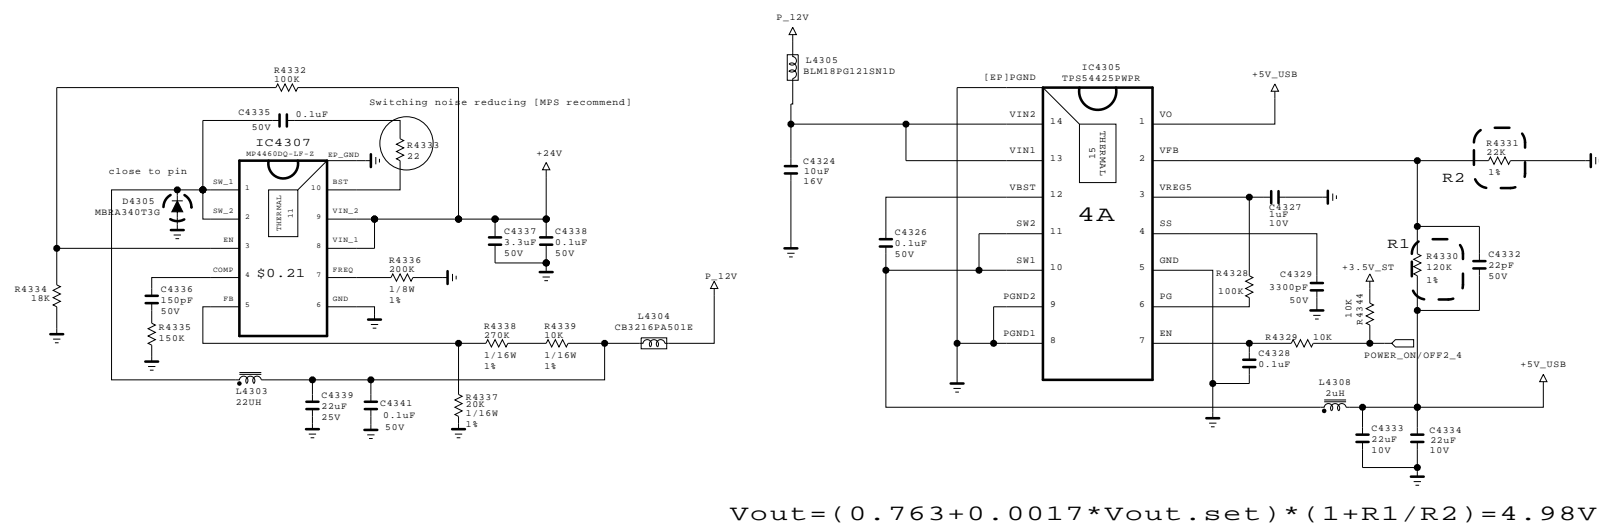 R4332
100K
Switching noise reducing [MPS recommend]
C4335
0.1uF
50V
R4333
22
IC4307
MP4460DQ-LF-Z
EP_GND
+24V
close to pin
SW_1
1
10
BST
D4305
MBRA340T3G
SW_2
2
THERMAL
11
9
VIN_2
EN
3
8
VIN_1
C4337
3.3uF
50V
C4338
0.1uF
50V
COMP
4
$0.21
7
FREQ
R4336
200K
1/8W
1%
R4334
18K
C4336
150pF
50V
FB
5
6
GND
R4335
150K
R4338
270K
1/16W
1%
R4339
10K
1/16W
1%
L4304
CB3216PA501E
P_12V
L4303
22UH
C4339
22uF
25V
C4341
0.1uF
50V
R4337
20K
1/16W
1%
P_12V
L4305
BLM18PG121SN1D
[EP]PGND
IC4305
TPS54425PWPR
+5V_USB
VIN2
14
1
VO
VIN1
13
THERMAL
15
2
VFB
C4324
10uF
16V
VBST
12
4A
3
VREG5
C4327
1uF
10V
SW2
11
4
SS
C4326
0.1uF
50V
SW1
10
5
GND
R4328
100K
C4329
3300pF
50V
PGND2
9
6
PG
PGND1
8
7
EN
R4329
10K
C4328
0.1uF
+3.5V_ST
10K
R4344
POWER_ON/OFF2_4
R4331
22K
1%
R2
R1
R4330
120K
1%
C4332
22pF
50V
L4308
2uH
+5V_USB
C4333
22uF
10V
C4334
22uF
10V
Vout=(0.763+0.0017*Vout.set)*(1+R1/R2)=4.98V